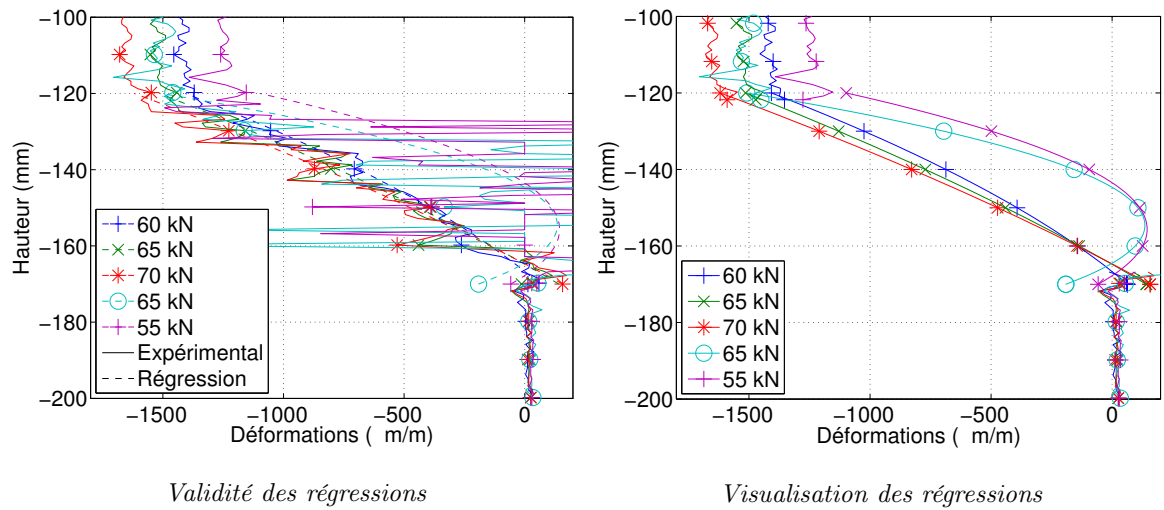 −100
−120
−140
−160
−180
−200
Hauteur (mm)
60 kN
65 kN
70 kN
65 kN
55 kN
Expérimental
Régression
−1500
−1000
−500
0
Déformations ( m/m)
Validité des régressions
−100
−120
−140
−160
−180
−200
Hauteur (mm)
60 kN
65 kN
70 kN
65 kN
55 kN
−1500
−1000
−500
0
Déformations ( m/m)
Visualisation des régressions